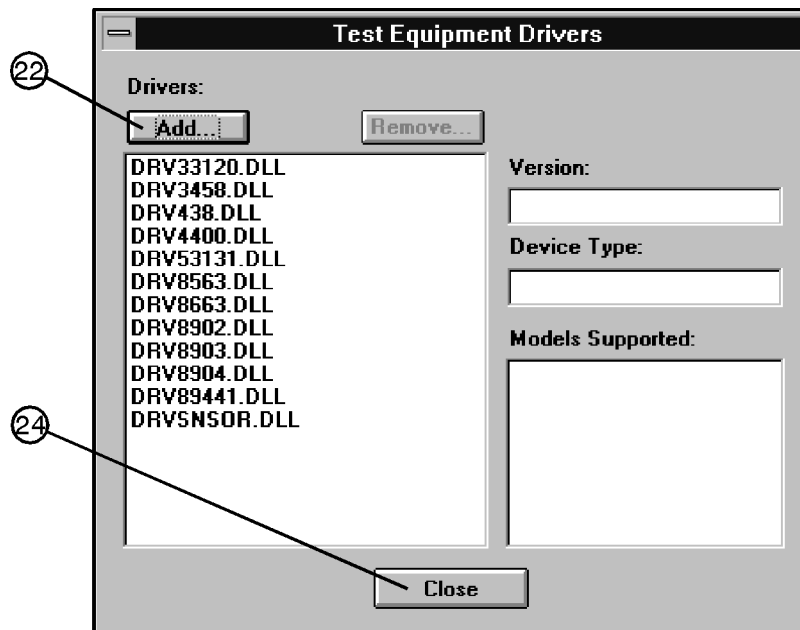 Test Equipment Drivers
22
Drivers:
Add...
Remove...
DRV33120.DLL
DRV3458.DLL
DRV438.DLL
DRV4400.DLL
DRV53131.DLL
DRV8563.DLL
DRV8663.DLL
DRV8902.DLL
DRV8903.DLL
DRV8904.DLL
DRV89441.DLL
DRVSNSOR.DLL
Version:
Device Type:
Models Supported:
24
Close